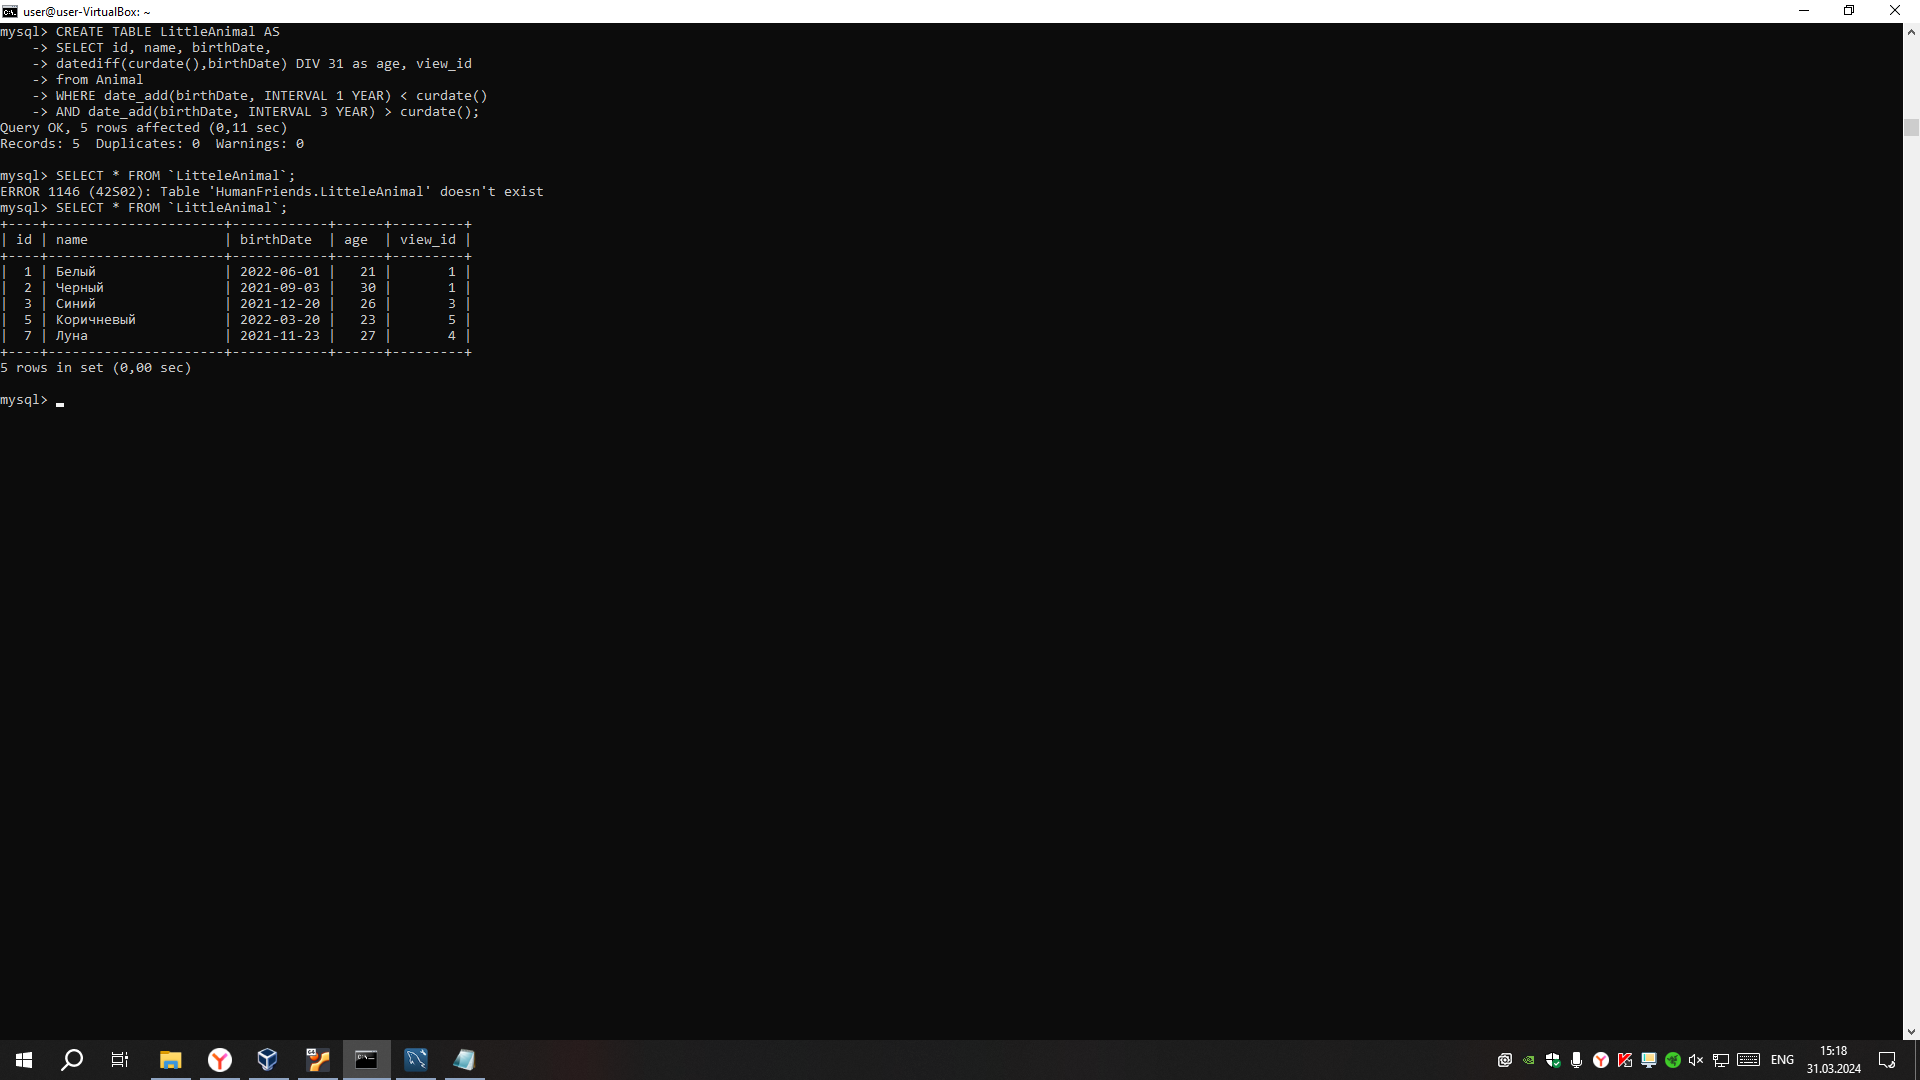 user@user-VirtualBox: ~
mysql> CREATE TABLE LittleAnimal AS
    -> SELECT id, name, birthDate,
    -> datediff(curdate(),birthDate) DIV 31 as age, view_id
    -> from Animal
    -> WHERE date_add(birthDate, INTERVAL 1 YEAR) < curdate()
    -> AND date_add(birthDate, INTERVAL 3 YEAR) > curdate();
Query OK, 5 rows affected (0,11 sec)
Records: 5  Duplicates: 0  Warnings: 0

mysql> SELECT * FROM `LitteleAnimal`;
ERROR 1146 (42S02): Table 'HumanFriends.LitteleAnimal' doesn't exist
mysql> SELECT * FROM `LittleAnimal`;
+----+----------------------+------------+------+---------+
| id | name                 | birthDate  | age  | view_id |
+----+----------------------+------------+------+---------+
|  1 | Белый                | 2022-06-01 |   21 |       1 |
|  2 | Черный               | 2021-09-03 |   30 |       1 |
|  3 | Синий                | 2021-12-20 |   26 |       3 |
|  5 | Коричневый           | 2022-03-20 |   23 |       5 |
|  7 | Луна                 | 2021-11-23 |   27 |       4 |
+----+----------------------+------------+------+---------+
5 rows in set (0,00 sec)

mysql>
ENG
15:18
31.03.2024